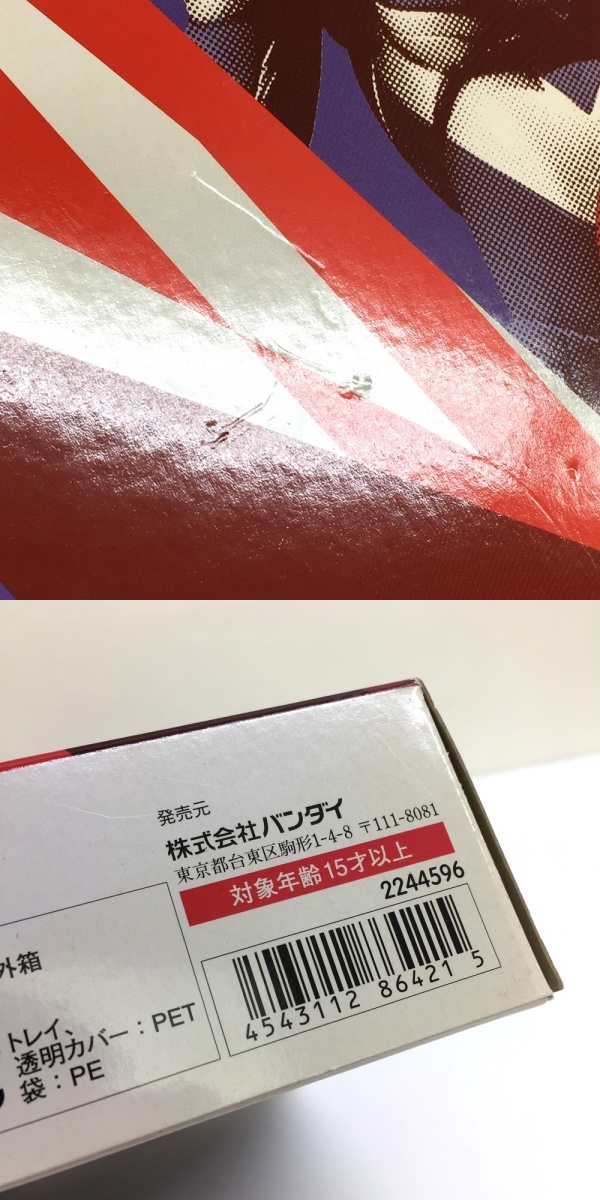 発売元
株式会社バンダイ
東京都台東区駒形1-4-8 〒111-8081
対象年齢15才以上
2244596
4543112 86421 5
外箱
トレイ、
透明カバー：PET
袋：PE